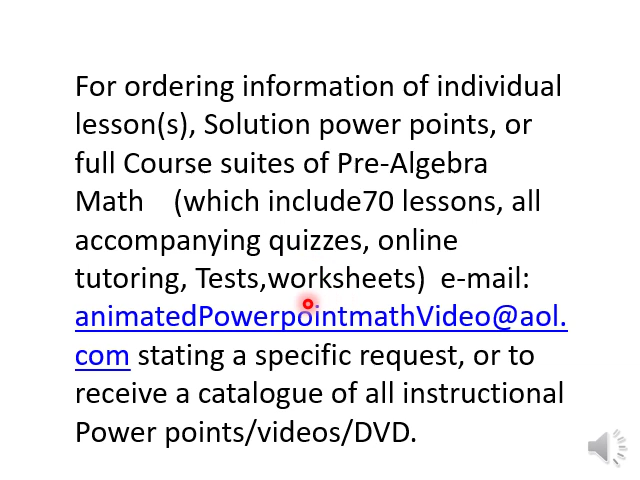 For ordering information of individual
lesson(s), Solution power points, or
full Course suites of Pre-Algebra
Math    (which include70 lessons, all
accompanying quizzes, online
tutoring, Tests,worksheets)  e-mail:
animatedPowerpointmathVideo@aol.
com stating a specific request, or to
receive a catalogue of all instructional
Power points/videos/DVD.